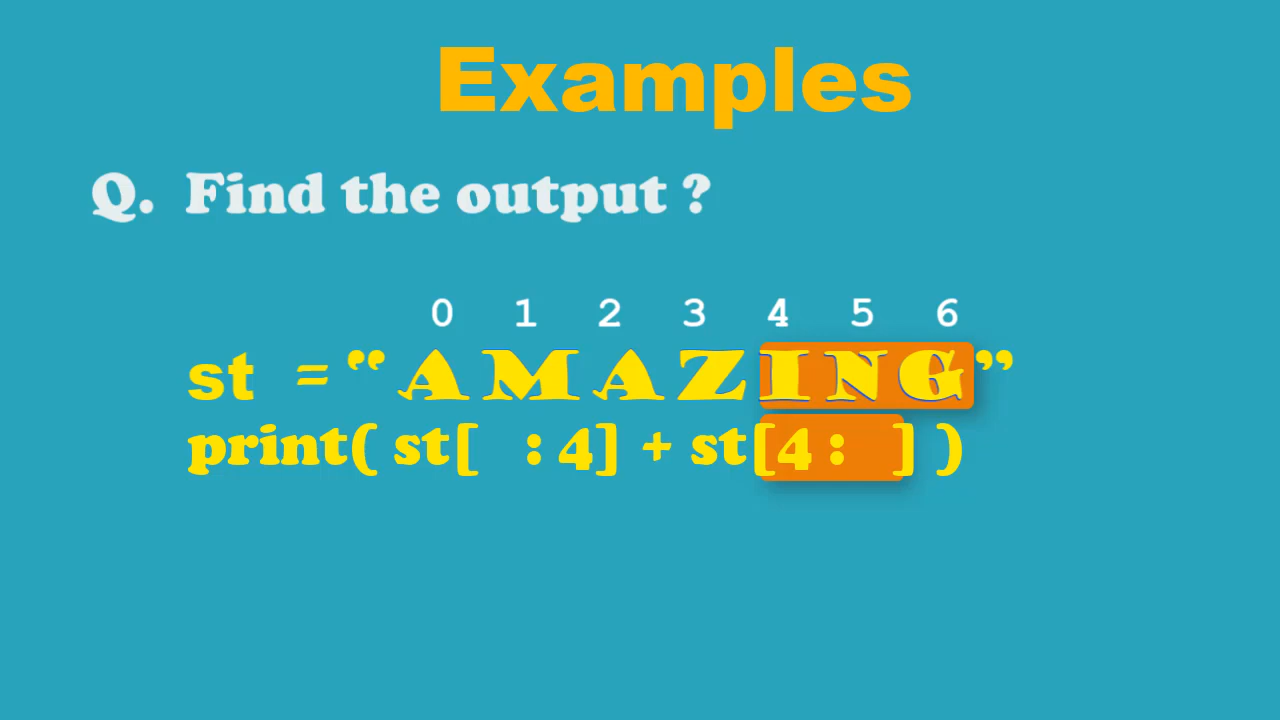 Examples
Q. Find the output ?
0 1 2 3 4 5 6
st = “AMAZING”
print( st[ :4] + st[4: ] )